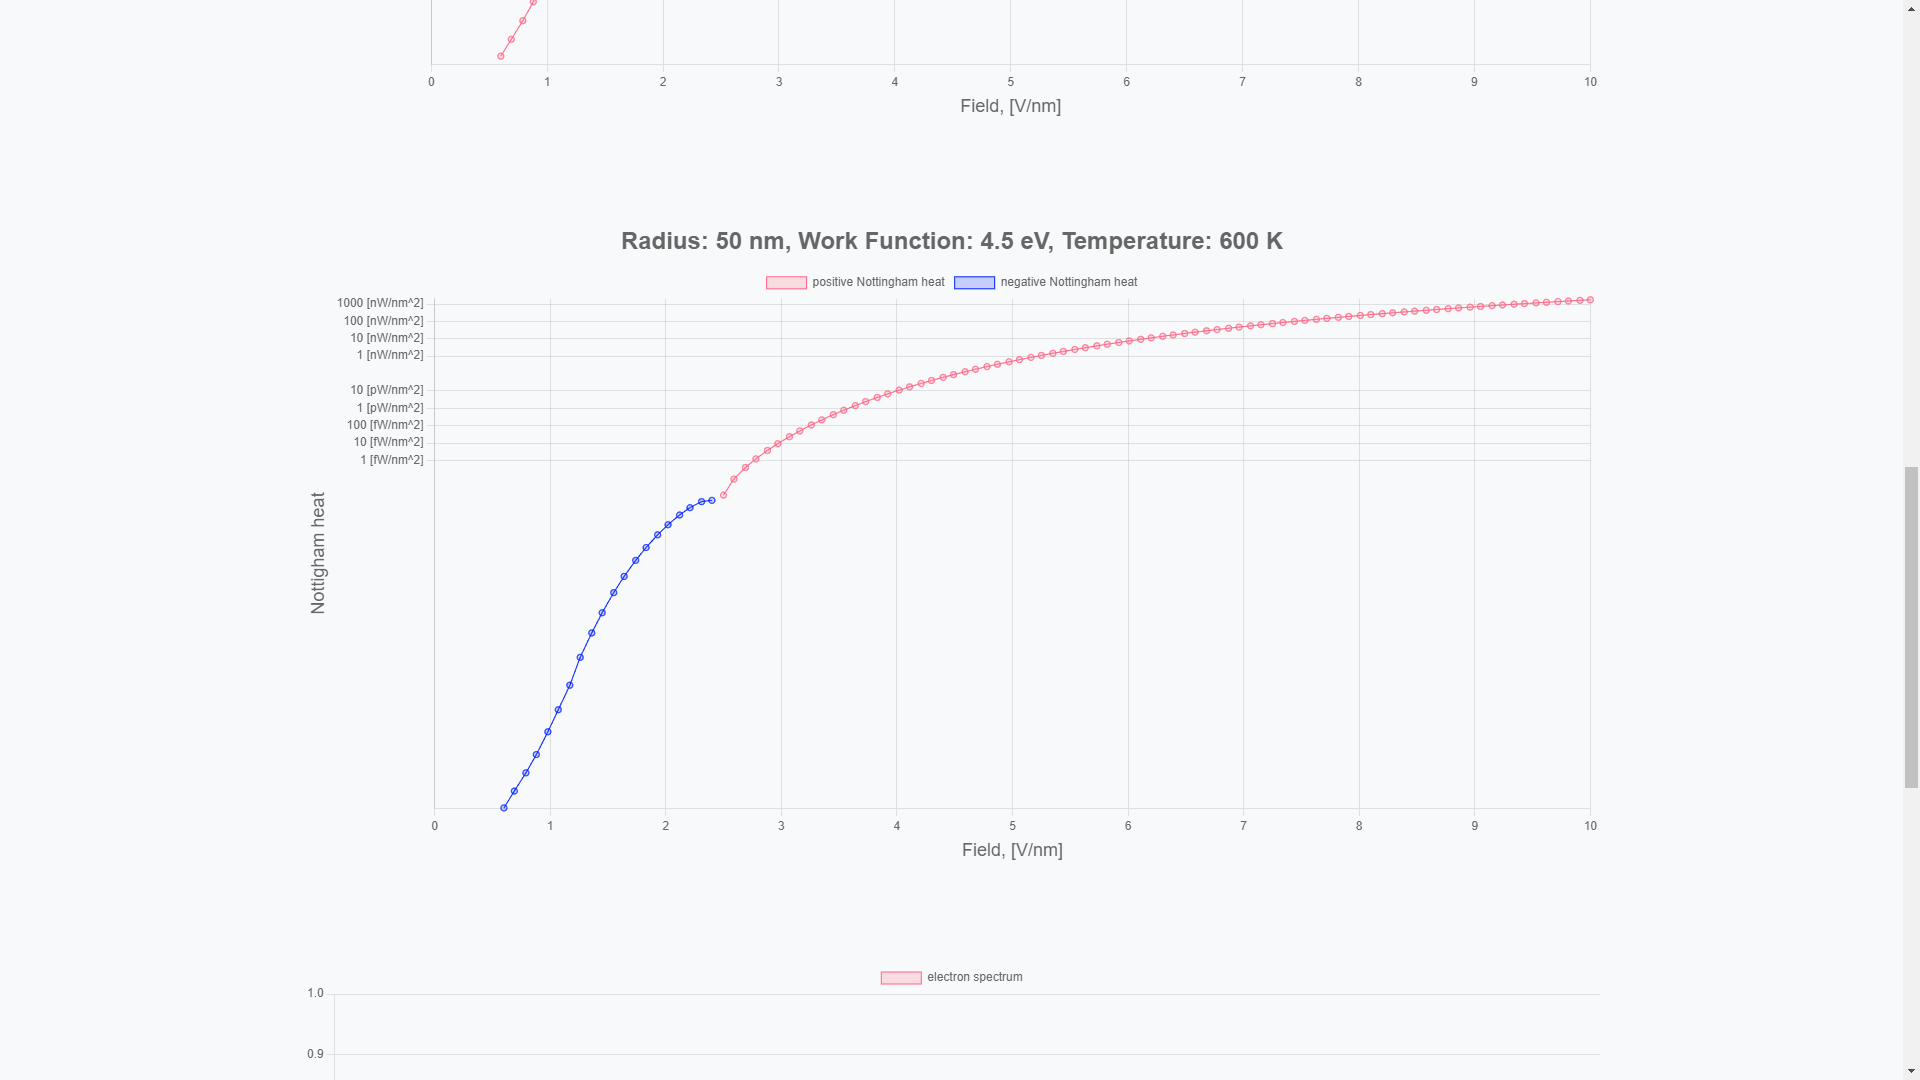 0 1 2 3 4 5 6 7 8 9 10
Field, [V/nm]
Radius: 50 nm, Work Function: 4.5 eV, Temperature: 600 K
positive Nottingham heat negative Nottingham heat
1000 [nW/nm^2]
100 [nW/nm^2]
10 [nW/nm^2]
1 [nW/nm^2]
10 [pW/nm^2]
1 [pW/nm^2]
100 [fW/nm^2]
10 [fW/nm^2]
1 [fW/nm^2]
Nottigham heat
0 1 2 3 4 5 6 7 8 9 10
Field, [V/nm]
electron spectrum
1.0
0.9